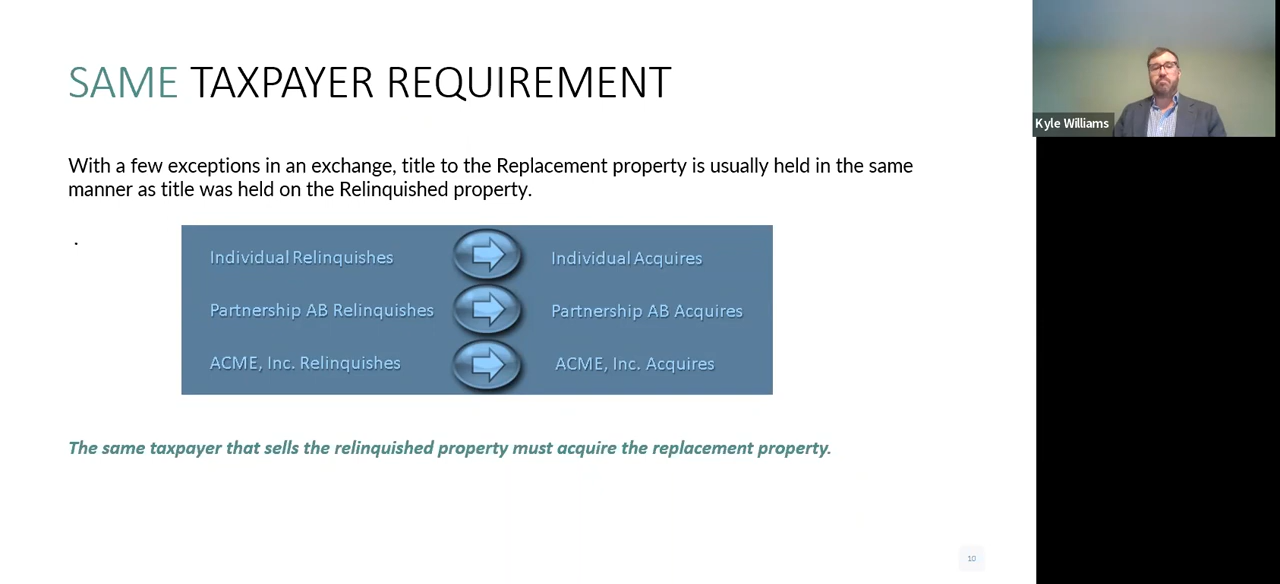 SAME TAXPAYER REQUIREMENT
With a few exceptions in an exchange, title to the Replacement property is usually held in the same
manner as title was held on the Relinquished property.
.
Individual Relinquishes Individual Acquires
Partnership AB Relinquishes Partnership AB Acquires
ACME, Inc. Relinquishes ACME, Inc. Acquires
The same taxpayer that sells the relinquished property must acquire the replacement property.
10
Kyle Williams